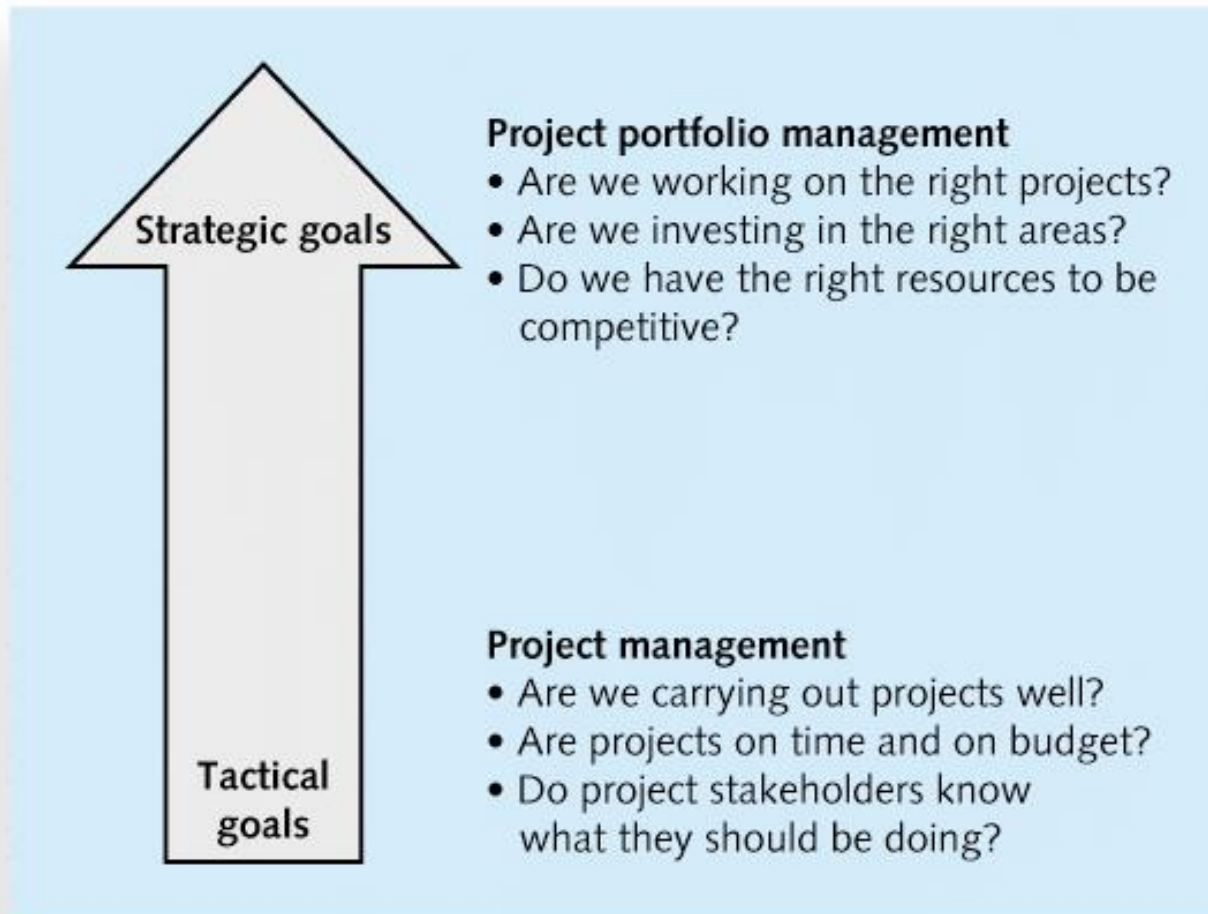 Strategic goals
Project portfolio management
• Are we working on the right projects?
• Are we investing in the right areas?
• Do we have the right resources to be
competitive?
Tactical
goals
Project management
• Are we carrying out projects well?
• Are projects on time and on budget?
• Do project stakeholders know
what they should be doing?